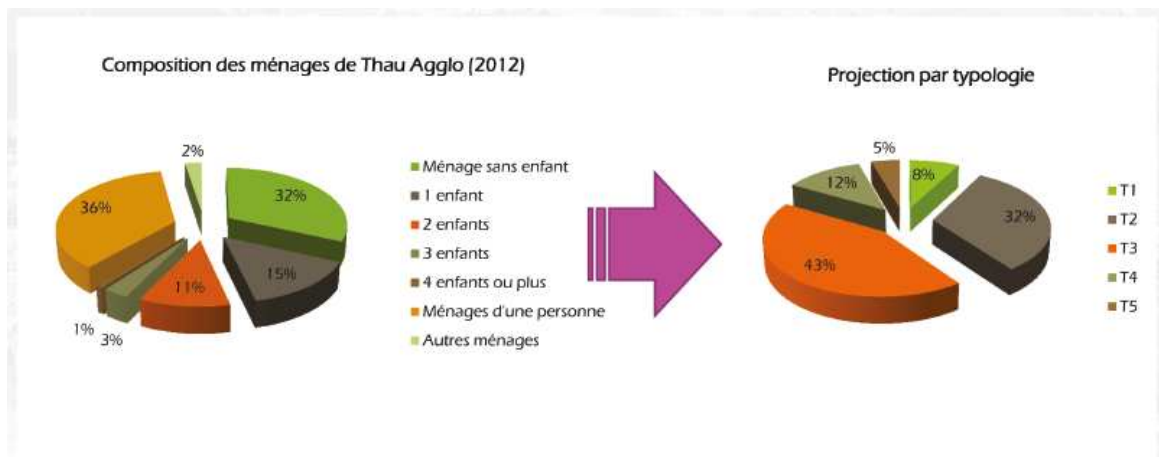 Composition des ménages de Thau Agglo (2012)
2%
32%
36%
15%
11%
1%
3%
Ménage sans enfant
1 enfant
2 enfants
3 enfants
4 enfants ou plus
Ménages d'une personne
Autres ménages
Projection par typologie
5%
8%
12%
32%
43%
T1
T2
T3
T4
T5